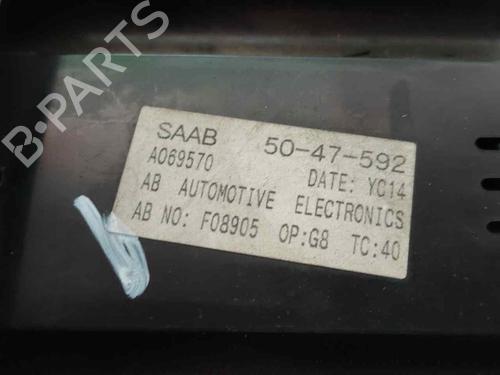 SAAB 50-47-592
A069570 DATE: YC14
AB AUTOMOTIVE ELECTRONICS
AB NO: F08905 OP:G8 TC:40
B-Parts